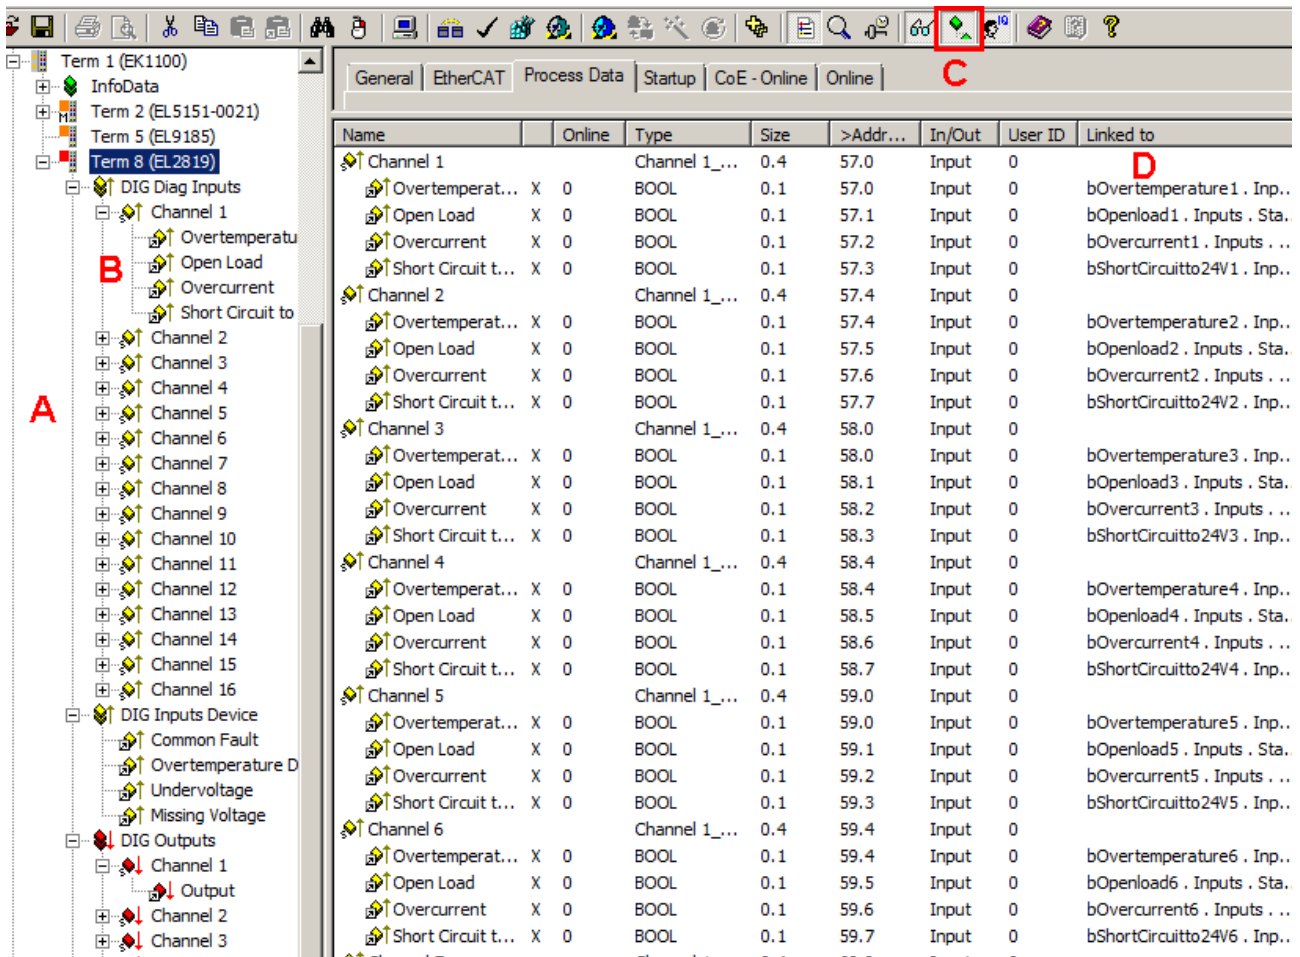 C
Term 1 (EK1100)
InfoData
Term 2 (EL5151-0021)
Term 5 (EL9185)
Term 8 (EL2819)
DIG Diag Inputs
Channel 1
Overtemperatu
Open Load
Overcurrent
Short Circuit to
B
Channel 2
Channel 3
Channel 4
Channel 5
Channel 6
Channel 7
Channel 8
Channel 9
Channel 10
Channel 11
Channel 12
Channel 13
Channel 14
Channel 15
Channel 16
A
DIG Inputs Device
Common Fault
Overtemperature D
Undervoltage
Missing Voltage
DIG Outputs
Channel 1
Output
Channel 2
Channel 3
General EtherCAT Process Data Startup CoE - Online Online
Name Online Type Size >Addr... In/Out User ID Linked to
D
Channel 1 Channel 1_... 0.4 57.0 Input 0
Overtemperat... X 0 BOOL 0.1 57.0 Input 0 bOvertemperature1 . Inp..
Open Load X 0 BOOL 0.1 57.1 Input 0 bOpenload1 . Inputs . Sta..
Overcurrent X 0 BOOL 0.1 57.2 Input 0 bOvercurrent1 . Inputs . ...
Short Circuit t... X 0 BOOL 0.1 57.3 Input 0 bShortCircuitto24V1 . Inp..
Channel 2 Channel 1_... 0.4 57.4 Input 0
Overtemperat... X 0 BOOL 0.1 57.4 Input 0 bOvertemperature2 . Inp..
Open Load X 0 BOOL 0.1 57.5 Input 0 bOpenload2 . Inputs . Sta..
Overcurrent X 0 BOOL 0.1 57.6 Input 0 bOvercurrent2 . Inputs . ...
Short Circuit t... X 0 BOOL 0.1 57.7 Input 0 bShortCircuitto24V2 . Inp..
Channel 3 Channel 1_... 0.4 58.0 Input 0
Overtemperat... X 0 BOOL 0.1 58.0 Input 0 bOvertemperature3 . Inp..
Open Load X 0 BOOL 0.1 58.1 Input 0 bOpenload3 . Inputs . Sta..
Overcurrent X 0 BOOL 0.1 58.2 Input 0 bOvercurrent3 . Inputs . ...
Short Circuit t... X 0 BOOL 0.1 58.3 Input 0 bShortCircuitto24V3 . Inp..
Channel 4 Channel 1_... 0.4 58.4 Input 0
Overtemperat... X 0 BOOL 0.1 58.4 Input 0 bOvertemperature4 . Inp..
Open Load X 0 BOOL 0.1 58.5 Input 0 bOpenload4 . Inputs . Sta..
Overcurrent X 0 BOOL 0.1 58.6 Input 0 bOvercurrent4 . Inputs . ...
Short Circuit t... X 0 BOOL 0.1 58.7 Input 0 bShortCircuitto24V4 . Inp..
Channel 5 Channel 1_... 0.4 59.0 Input 0
Overtemperat... X 0 BOOL 0.1 59.0 Input 0 bOvertemperature5 . Inp..
Open Load X 0 BOOL 0.1 59.1 Input 0 bOpenload5 . Inputs . Sta..
Overcurrent X 0 BOOL 0.1 59.2 Input 0 bOvercurrent5 . Inputs . ...
Short Circuit t... X 0 BOOL 0.1 59.3 Input 0 bShortCircuitto24V5 . Inp..
Channel 6 Channel 1_... 0.4 59.4 Input 0
Overtemperat... X 0 BOOL 0.1 59.4 Input 0 bOvertemperature6 . Inp..
Open Load X 0 BOOL 0.1 59.5 Input 0 bOpenload6 . Inputs . Sta..
Overcurrent X 0 BOOL 0.1 59.6 Input 0 bOvercurrent6 . Inputs . ...
Short Circuit t... X 0 BOOL 0.1 59.7 Input 0 bShortCircuitto24V6 . Inp..